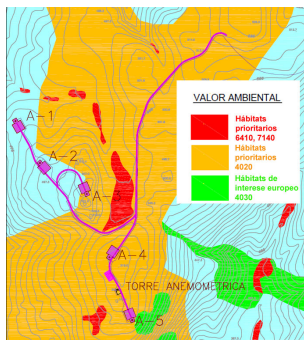 VALOR AMBIENTAL
Hábitats
prioritarios
6410, 7140
Hábitats
prioritarios
4020
Hábitats de
interese europeo
4030
A-1
A-2
A-3
A-4
TORRE ANEMOMETRICA
A-5